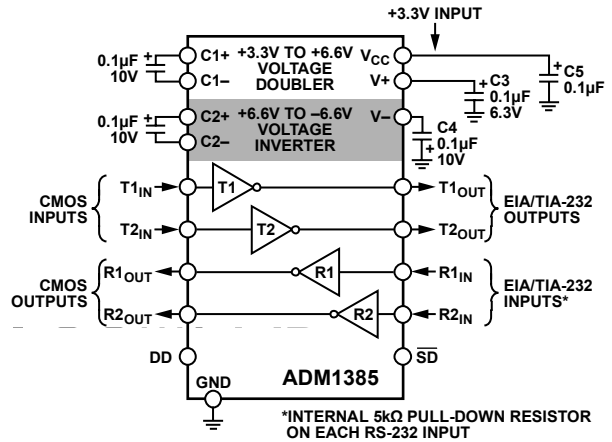 +3.3V INPUT
0.1µF
10V
+
C1+
C1–
+3.3V TO +6.6V
VOLTAGE
DOUBLER
VCC
V+
+
C3
0.1µF
6.3V
+
C5
0.1µF
0.1µF
10V
+
C2+
C2–
+6.6V TO –6.6V
VOLTAGE
INVERTER
V–
C4
0.1µF
10V
+
CMOS
INPUTS
T1IN
T2IN
T1
T2
T1OUT
T2OUT
EIA/TIA-232
OUTPUTS
CMOS
OUTPUTS
R1OUT
R2OUT
R1
R2
R1IN
R2IN
EIA/TIA-232
INPUTS*
DD
SD
GND
ADM1385
*INTERNAL 5kΩ PULL-DOWN RESISTOR
ON EACH RS-232 INPUT